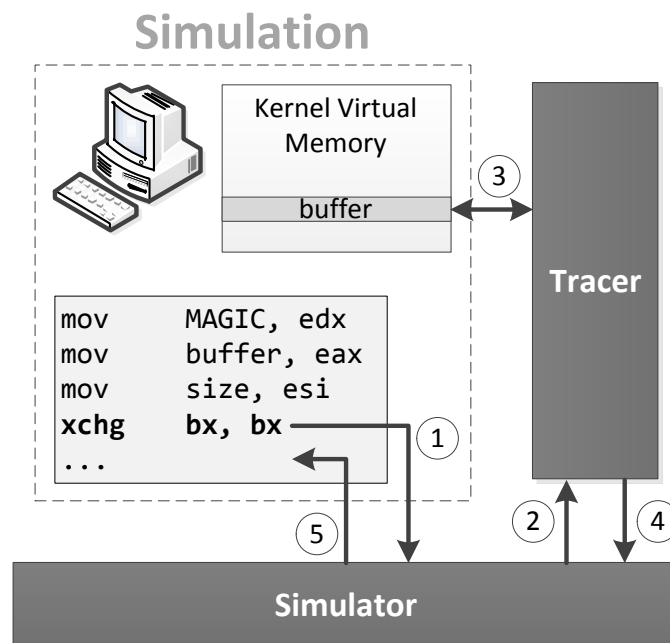 Simulation
Kernel Virtual
Memory
buffer
3
Tracer
mov MAGIC, edx
mov buffer, eax
mov size, esi
xchg bx, bx
...
1
5
2
4
Simulator